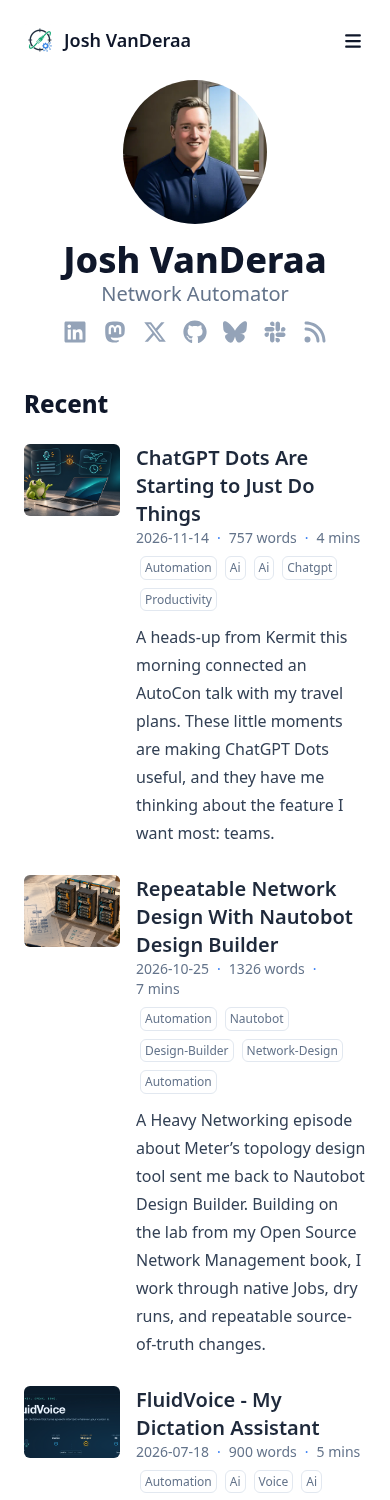 Josh VanDeraa
Josh VanDeraa
Network Automator
Recent
ChatGPT Dots Are
Starting to Just Do
Things
2026-11-14 · 757 words · 4 mins
Automation Ai Ai Chatgpt
Productivity
A heads-up from Kermit this
morning connected an
AutoCon talk with my travel
plans. These little moments
are making ChatGPT Dots
useful, and they have me
thinking about the feature I
want most: teams.
Repeatable Network
Design With Nautobot
Design Builder
2026-10-25 · 1326 words ·
7 mins
Automation Nautobot
Design-Builder Network-Design
Automation
A Heavy Networking episode
about Meter’s topology design
tool sent me back to Nautobot
Design Builder. Building on
the lab from my Open Source
Network Management book, I
work through native Jobs, dry
runs, and repeatable source-
of-truth changes.
uidVoice
FluidVoice - My
Dictation Assistant
2026-07-18 · 900 words · 5 mins
Automation Ai Voice Ai